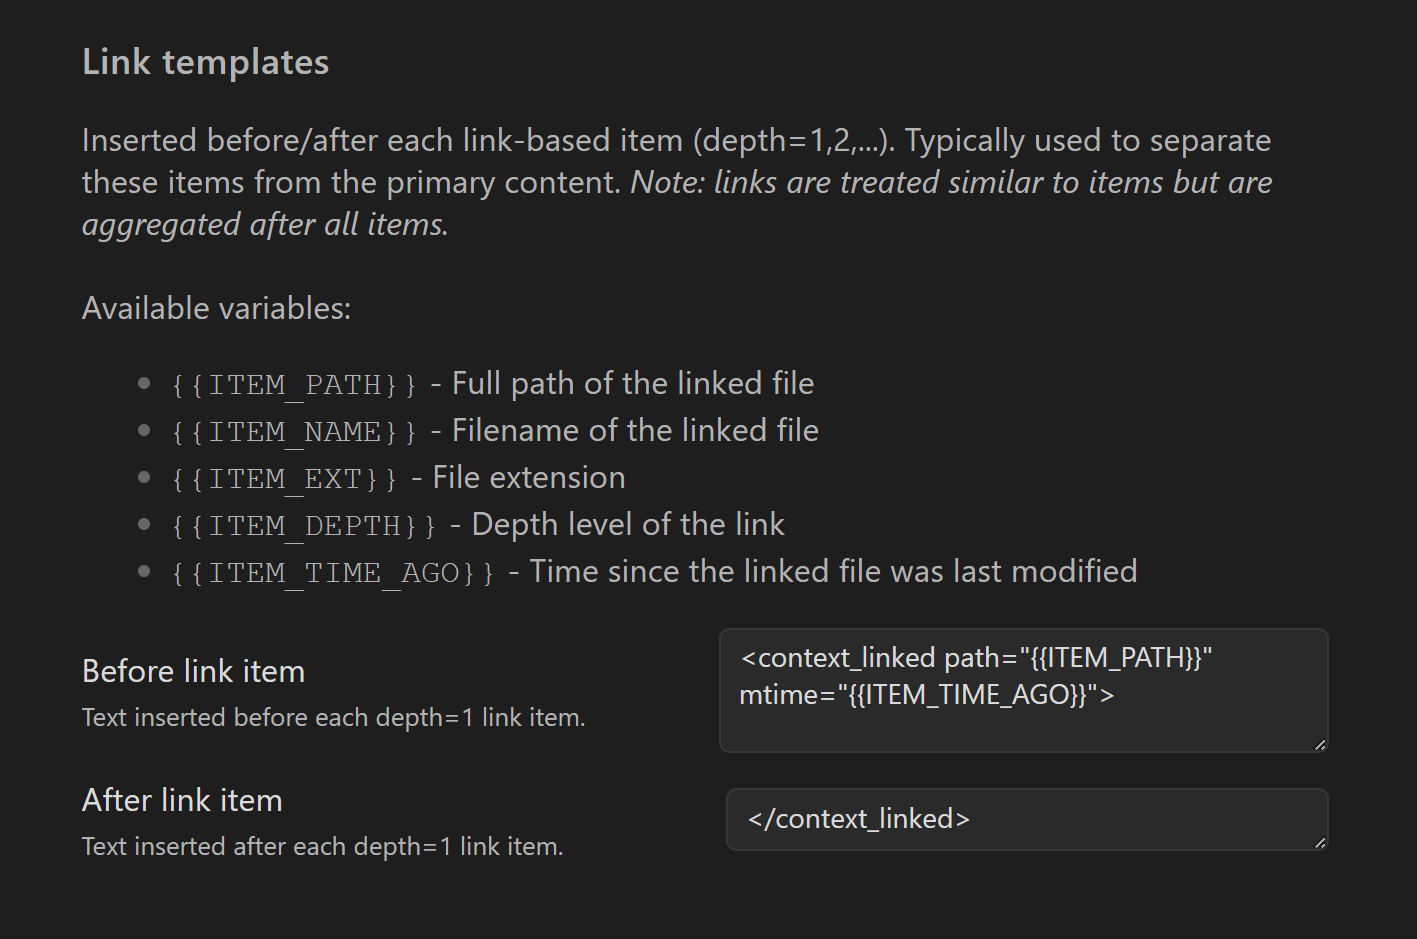 Link templates
Inserted before/after each link-based item (depth=1,2,...). Typically used to separate
these items from the primary content. Note: links are treated similar to items but are
aggregated after all items.
Available variables:
{{ITEM_PATH}} - Full path of the linked file
{{ITEM_NAME}} - Filename of the linked file
{{ITEM_EXT}} - File extension
{{ITEM_DEPTH}} - Depth level of the link
{{ITEM_TIME_AGO}} - Time since the linked file was last modified
Before link item
Text inserted before each depth=1 link item.
<context_linked path="{{ITEM_PATH}}"
mtime="{{ITEM_TIME_AGO}}">
After link item
Text inserted after each depth=1 link item.
</context_linked>